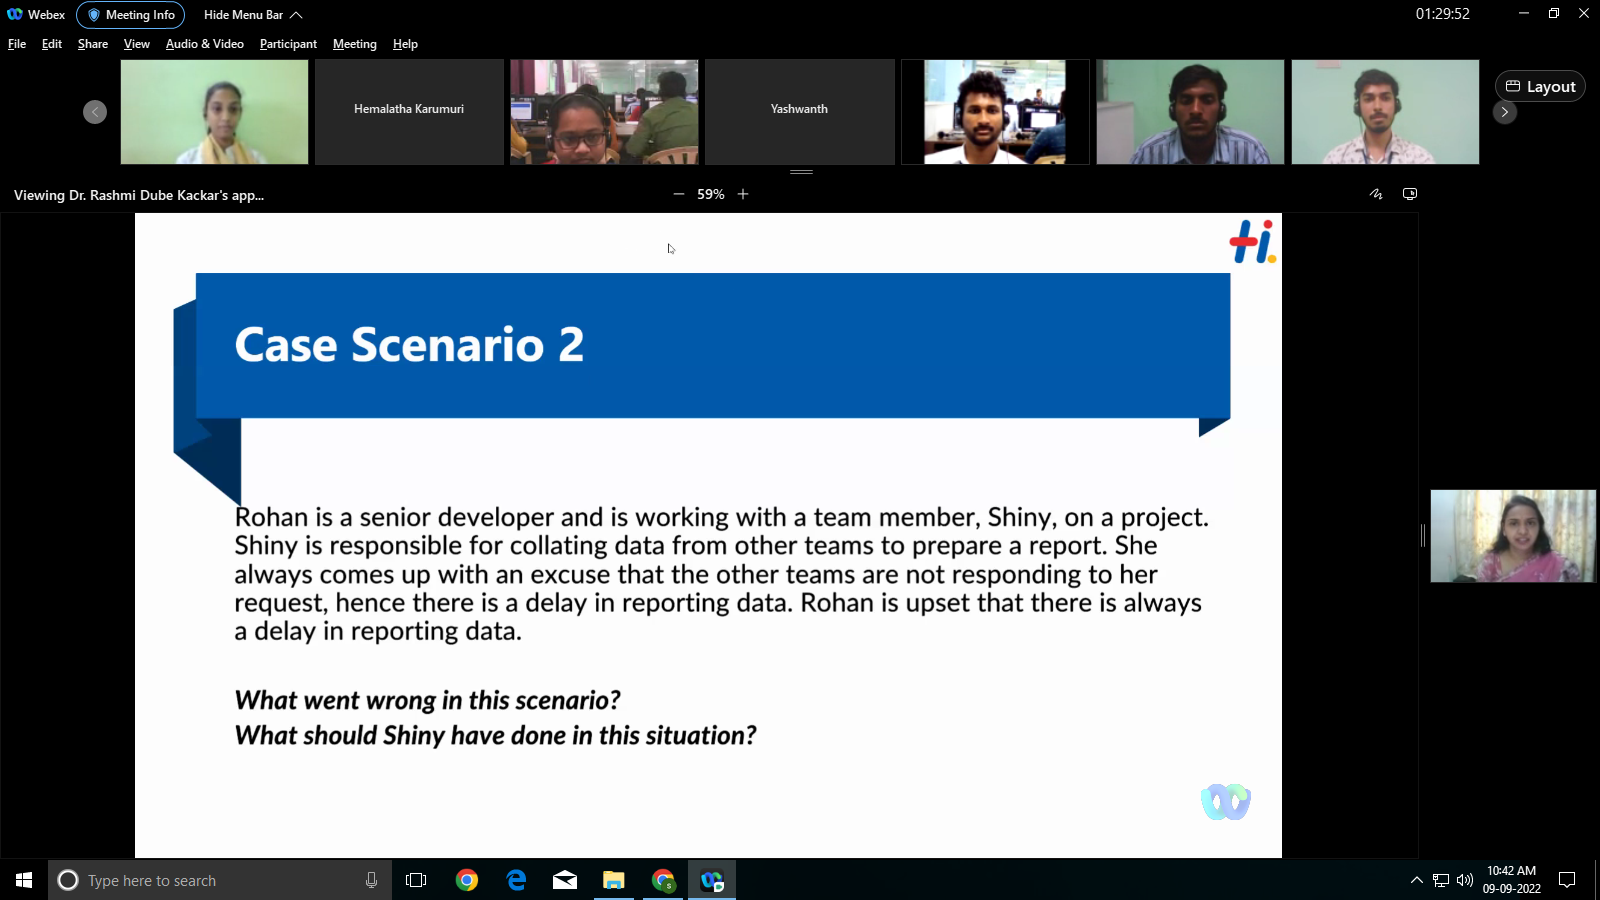 Webex
Meeting Info
Hide Menu Bar
01:29:52
File Edit Share View Audio & Video Participant Meeting Help
Hemalatha Karumuri
Yashwanth
Layout
Viewing Dr. Rashmi Dube Kackar's app...
59%
Hi
Case Scenario 2
Rohan is a senior developer and is working with a team member, Shiny, on a project.
Shiny is responsible for collating data from other teams to prepare a report. She
always comes up with an excuse that the other teams are not responding to her
request, hence there is a delay in reporting data. Rohan is upset that there is always
a delay in reporting data.
What went wrong in this scenario?
What should Shiny have done in this situation?
Type here to search
10:42 AM
09-09-2022